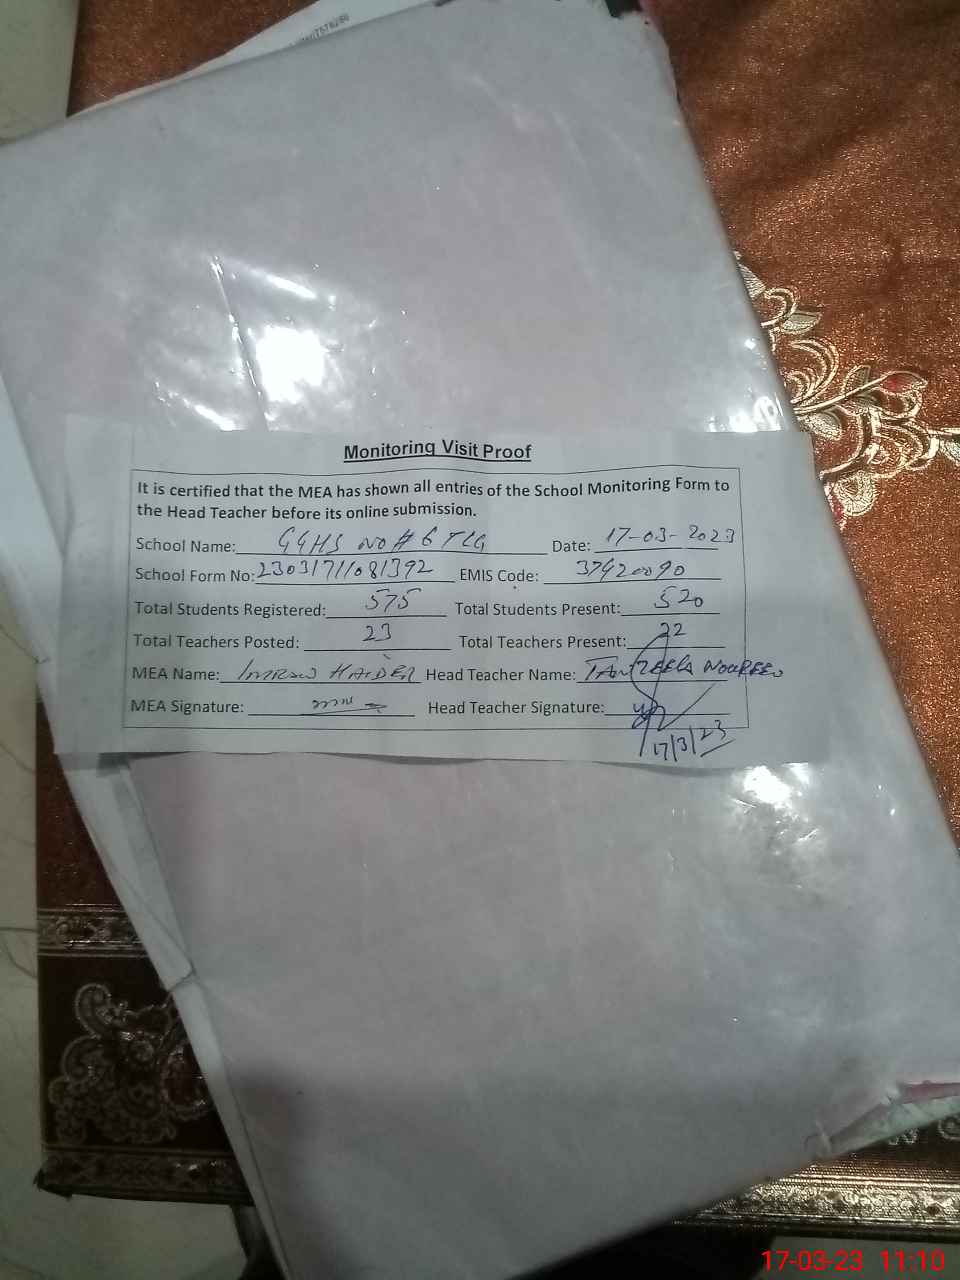 Monitoring Visit Proof
It is certified that the MEA has shown all entries of the School Monitoring Form to
the Head Teacher before its online submission.
School Name: GGHS NO # 6 TLG Date: 17-03-2023
School Form No: 23031711081392 EMIS Code: 37420090
Total Students Registered: 575 Total Students Present: 520
Total Teachers Posted: 23 Total Teachers Present: 22
MEA Name: IMRAN HAIDER Head Teacher Name: TANZEELA NOUREEN
MEA Signature: Head Teacher Signature:
17/3/23
17-03-23 11:10